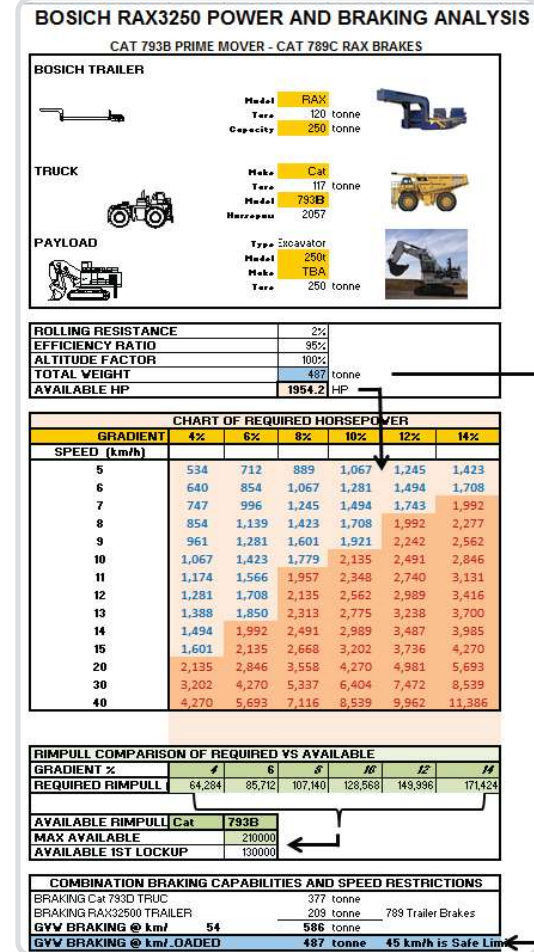 BOSICH RAX3250 POWER AND BRAKING ANALYSIS
CAT 793B PRIME MOVER - CAT 789C RAX BRAKES
BOSICH TRAILER
Model RAX
Tare 120 tonne
Capacity 250 tonne
TRUCK
Make Cat
Tare 117 tonne
Model 793B
2057
PAYLOAD
Type Excavator
Model 250t
Make TBA
Tare 250 tonne
ROLLING RESISTANCE 2%
EFFICIENCY RATIO 95%
ALTITUDE FACTOR 100%
TOTAL WEIGHT 487 tonne
AVAILABLE HP 1954.2 HP
CHART OF REQUIRED HORSEPOWER
GRADIENT 4% 6% 8% 10% 12% 14%
SPEED (km/h)
5 534 712 889 1,067 1,245 1,423
6 640 854 1,067 1,281 1,494 1,708
7 747 996 1,245 1,494 1,743 1,992
8 854 1,139 1,423 1,708 1,992 2,277
9 961 1,281 1,601 1,921 2,242 2,562
10 1,067 1,423 1,779 2,135 2,491 2,846
11 1,174 1,566 1,957 2,348 2,740 3,131
12 1,281 1,708 2,135 2,562 2,989 3,416
13 1,388 1,850 2,313 2,775 3,238 3,700
14 1,494 1,992 2,491 2,989 3,487 3,985
15 1,601 2,135 2,668 3,202 3,736 4,270
20 2,135 2,846 3,558 4,270 4,981 5,693
30 3,202 4,270 5,337 6,404 7,472 8,539
40 4,270 5,693 7,116 8,539 9,962 11,386
RIMPULL COMPARISON OF REQUIRED VS AVAILABLE
GRADIENT % 4 6 8 10 12 14
REQUIRED RIMPULL ( 64,284 85,712 107,140 128,568 149,996 171,424
AVAILABLE RIMPULL Cat 793B
MAX AVAILABLE 210000
AVAILABLE 1ST LOCKUP 130000
COMBINATION BRAKING CAPABILITIES AND SPEED RESTRICTIONS
BRAKING Cat 793D TRUC 377 tonne
BRAKING RAX32500 TRAILER 209 tonne 789 Trailer Brakes
GVW BRAKING @ km/ 54 586 tonne
GVW BRAKING @ km/ .OADED 487 tonne 45 km/h is Safe Lim